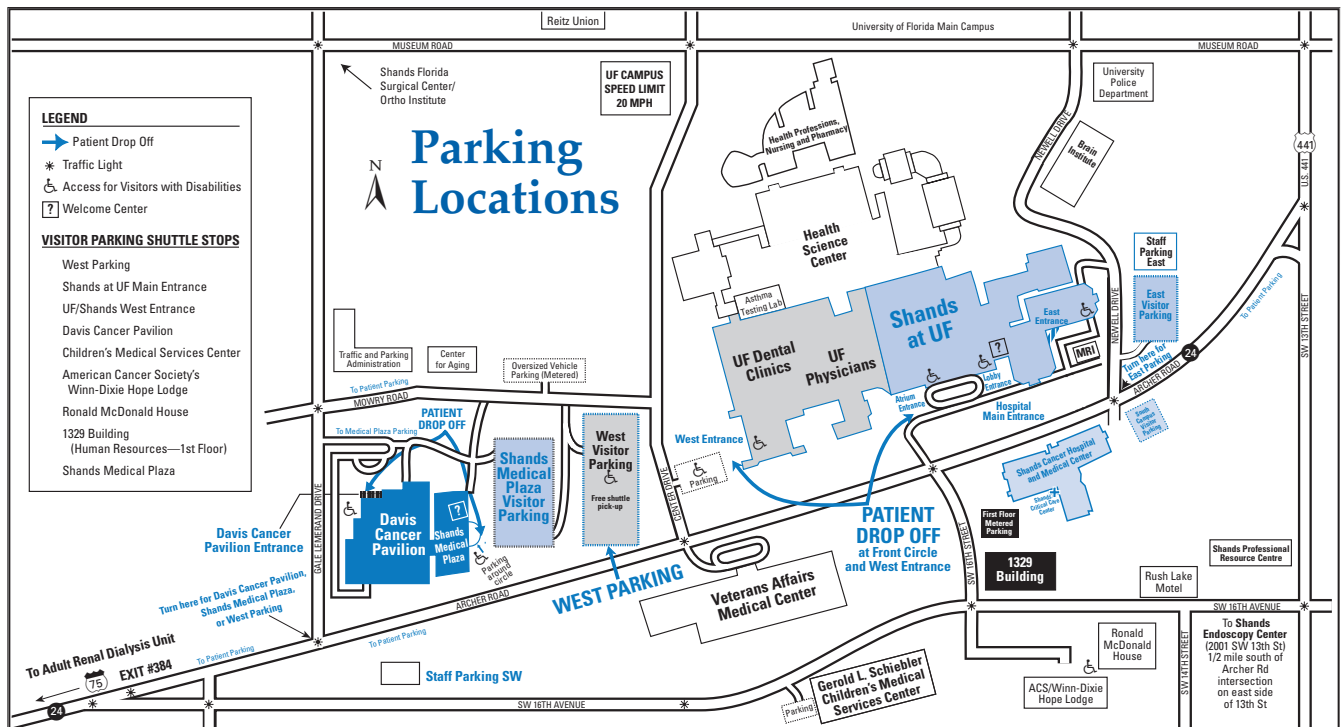 Reitz Union
University of Florida Main Campus
MUSEUM ROAD
MUSEUM ROAD
Shands Florida
Surgical Center/
Ortho Institute
UF CAMPUS
SPEED LIMIT
20 MPH
University
Police
Department
LEGEND
Patient Drop Off
Traffic Light
Access for Visitors with Disabilities
? Welcome Center
VISITOR PARKING SHUTTLE STOPS
West Parking
Shands at UF Main Entrance
UF/Shands West Entrance
Davis Cancer Pavilion
Children's Medical Services Center
American Cancer Society's
Winn-Dixie Hope Lodge
Ronald McDonald House
1329 Building
(Human Resources—1st Floor)
Shands Medical Plaza
N
Parking
Locations
Health Professions,
Nursing and Pharmacy
NEWELL DRIVE
Brain
Institute
441
U.S. 441
Health
Science
Center
Staff
Parking
East
East
Visitor
Parking
To Patient Parking
SW 13TH STREET
Asthma
Testing Lab
Shands
at UF
East
Entrance
NEWELL DRIVE
MRI
Turn here for
East Parking
24
ARCHER ROAD
UF Dental
Clinics
UF
Physicians
?
Lobby
Entrance
Atrium
Entrance
Hospital
Main Entrance
Traffic and Parking
Administration
Center
for Aging
Oversized Vehicle
Parking (Metered)
To Patient Parking
MOWRY ROAD
PATIENT
DROP OFF
To Medical Plaza Parking
Shands
Medical
Plaza
Visitor
Parking
West
Visitor
Parking
Free shuttle
pick-up
West Entrance
Parking
CENTER DRIVE
South
Campus
Visitor
Parking
Shands Cancer Hospital
and Medical Center
Shands
Critical Care
Center
First Floor
Metered
Parking
1329
Building
Shands Professional
Resource Centre
Rush Lake
Motel
PATIENT
DROP OFF
at Front Circle
and West Entrance
SW 16TH STREET
Davis Cancer
Pavilion Entrance
GALE LEMERAND DRIVE
Davis
Cancer
Pavilion
?
Shands
Medical
Plaza
Parking
around
circle
WEST PARKING
ARCHER ROAD
Veterans Affairs
Medical Center
Turn here for Davis Cancer Pavilion,
Shands Medical Plaza,
or West Parking
SW 16TH AVENUE
To Adult Renal Dialysis Unit
75
EXIT #384
24
To Patient Parking
To Patient Parking
Staff Parking SW
SW 16TH AVENUE
Parking
Gerold L. Schiebler
Children's Medical
Services Center
Ronald
McDonald
House
ACS/Winn-Dixie
Hope Lodge
SW 14TH STREET
To Shands
Endoscopy Center
(2001 SW 13th St)
1/2 mile south of
Archer Rd
intersection
on east side
of 13th St